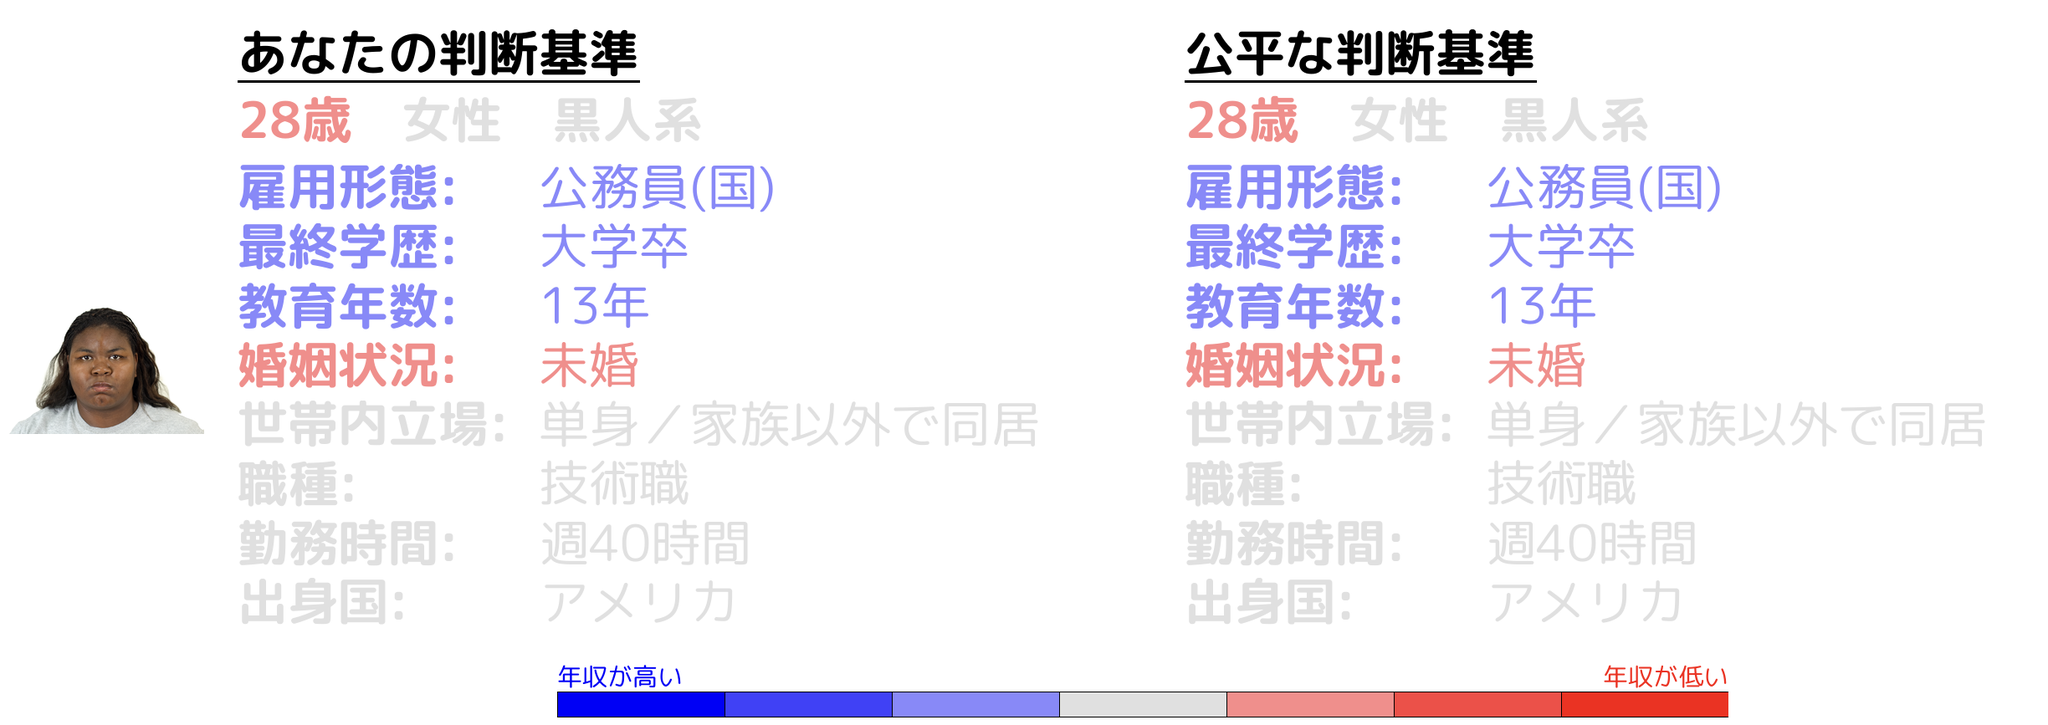 あなたの判断基準
28歳 女性 黒人系
雇用形態: 公務員(国)
最終学歴: 大学卒
教育年数: 13年
婚姻状況: 未婚
世帯内立場: 単身／家族以外で同居
職種: 技術職
勤務時間: 週40時間
出身国: アメリカ
公平な判断基準
28歳 女性 黒人系
雇用形態: 公務員(国)
最終学歴: 大学卒
教育年数: 13年
婚姻状況: 未婚
世帯内立場: 単身／家族以外で同居
職種: 技術職
勤務時間: 週40時間
出身国: アメリカ
年収が高い
年収が低い